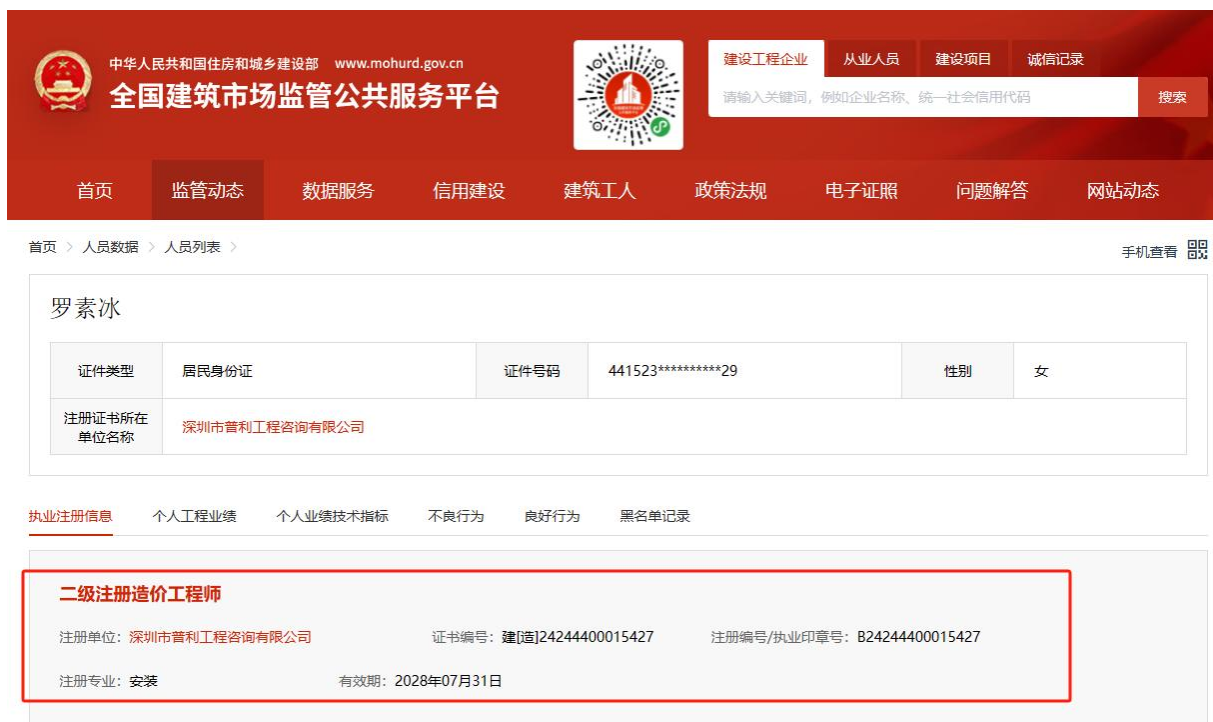 中华人民共和国住房和城乡建设部 www.mohurd.gov.cn
全国建筑市场监管公共服务平台
建设工程企业 从业人员 建设项目 诚信记录
请输入关键词，例如企业名称、统一社会信用代码 搜索
首页 监管动态 数据服务 信用建设 建筑工人 政策法规 电子证照 问题解答 网站动态
首页 > 人员数据 > 人员列表 >
手机查看
罗素冰
证件类型 居民身份证 证件号码 441523**********29 性别 女
注册证书所在
单位名称
深圳市普利工程咨询有限公司
执业注册信息 个人工程业绩 个人业绩技术指标 不良行为 良好行为 黑名单记录
二级注册造价工程师
注册单位：深圳市普利工程咨询有限公司 证书编号：建[造]24244400015427 注册编号/执业印章号：B24244400015427
注册专业：安装 有效期：2028年07月31日